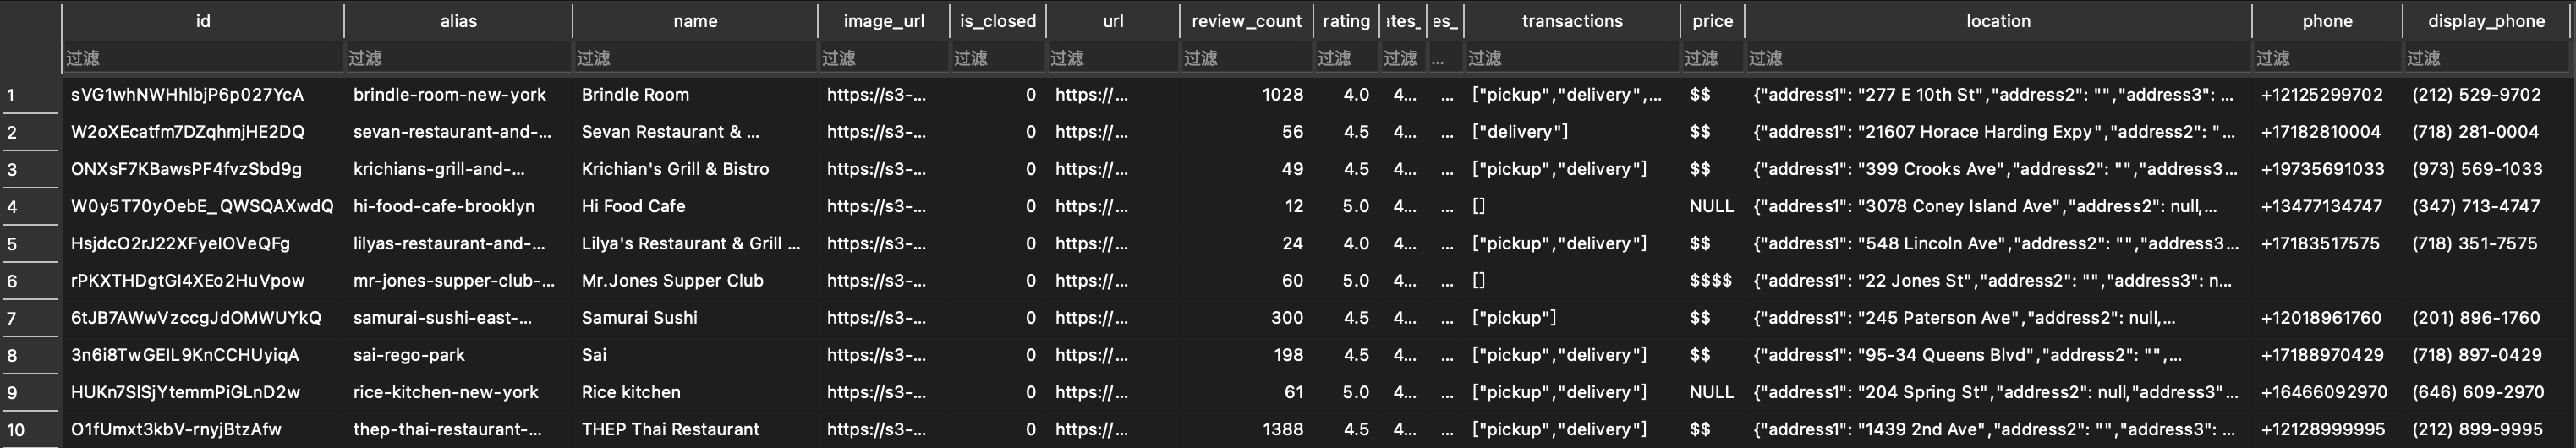 id alias name image_url is_closed url review_count rating ates_ es_ transactions price location phone display_phone
过滤 过滤 过滤 过滤 过滤 过滤 过滤 过滤 过滤 ... 过滤 过滤 过滤 过滤 过滤
1 sVG1whNWHhlbjP6p027YcA brindle-room-new-york Brindle Room https://s3-... 0 https://... 1028 4.0 4... ... ["pickup","delivery",... $$ {"address1": "277 E 10th St","address2": "","address3": ... +12125299702 (212) 529-9702
2 W2oXEcatfm7DZqhmjHE2DQ sevan-restaurant-and-... Sevan Restaurant & ... https://s3-... 0 https://... 56 4.5 4... ... ["delivery"] $$ {"address1": "21607 Horace Harding Expy","address2": "... +17182810004 (718) 281-0004
3 ONXsF7KBawsPF4fvzSbd9g krichians-grill-and-... Krichian's Grill & Bistro https://s3-... 0 https://... 49 4.5 4... ... ["pickup","delivery"] $$ {"address1": "399 Crooks Ave","address2": "","address3... +19735691033 (973) 569-1033
4 W0y5T70yOebE_QWSQAXwdQ hi-food-cafe-brooklyn Hi Food Cafe https://s3-... 0 https://... 12 5.0 4... ... [] NULL {"address1": "3078 Coney Island Ave","address2": null,... +13477134747 (347) 713-4747
5 HsjdcO2rJ22XFyeIOVeQFg lilyas-restaurant-and-... Lilya's Restaurant & Grill ... https://s3-... 0 https://... 24 4.0 4... ... ["pickup","delivery"] $$ {"address1": "548 Lincoln Ave","address2": "","address3... +17183517575 (718) 351-7575
6 rPKXTHDgtGI4XEo2HuVpow mr-jones-supper-club-... Mr.Jones Supper Club https://s3-... 0 https://... 60 5.0 4... ... [] $$$$ {"address1": "22 Jones St","address2": "","address3": n...
7 6tJB7AWwVzccgJdOMWUYkQ samurai-sushi-east-... Samurai Sushi https://s3-... 0 https://... 300 4.5 4... ... ["pickup"] $$ {"address1": "245 Paterson Ave","address2": null,... +12018961760 (201) 896-1760
8 3n6i8TwGEIL9KnCCHUyiqA sai-rego-park Sai https://s3-... 0 https://... 198 4.5 4... ... ["pickup","delivery"] $$ {"address1": "95-34 Queens Blvd","address2": "",... +17188970429 (718) 897-0429
9 HUKn7SlSjYtemmPiGLnD2w rice-kitchen-new-york Rice kitchen https://s3-... 0 https://... 61 5.0 4... ... ["pickup","delivery"] NULL {"address1": "204 Spring St","address2": null,"address3"... +16466092970 (646) 609-2970
10 O1fUmxt3kbV-rnyjBtzAfw thep-thai-restaurant-... THEP Thai Restaurant https://s3-... 0 https://... 1388 4.5 4... ... ["pickup","delivery"] $$ {"address1": "1439 2nd Ave","address2": "","address3": ... +12128999995 (212) 899-9995